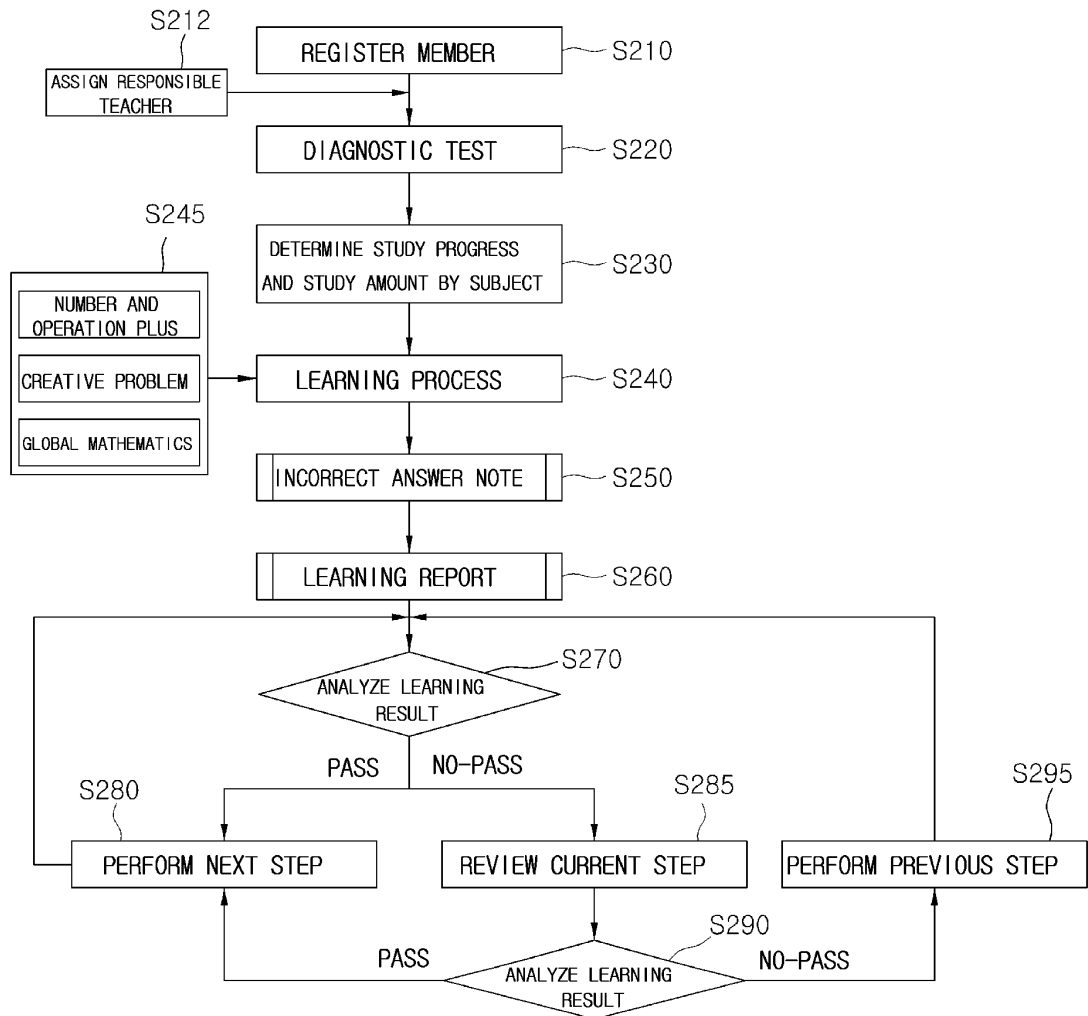 S212
REGISTER MEMBER
S210
ASSIGN RESPONSIBLE
TEACHER
DIAGNOSTIC TEST
S220
S245
DETERMINE STUDY PROGRESS
AND STUDY AMOUNT BY SUBJECT
S230
NUMBER AND
OPERATION PLUS
CREATIVE PROBLEM
GLOBAL MATHEMATICS
LEARNING PROCESS
S240
INCORRECT ANSWER NOTE
S250
LEARNING REPORT
S260
S270
ANALYZE LEARNING
RESULT
PASS
NO-PASS
S280
S285
S295
PERFORM NEXT STEP
REVIEW CURRENT STEP
PERFORM PREVIOUS STEP
S290
PASS
NO-PASS
ANALYZE LEARNING
RESULT